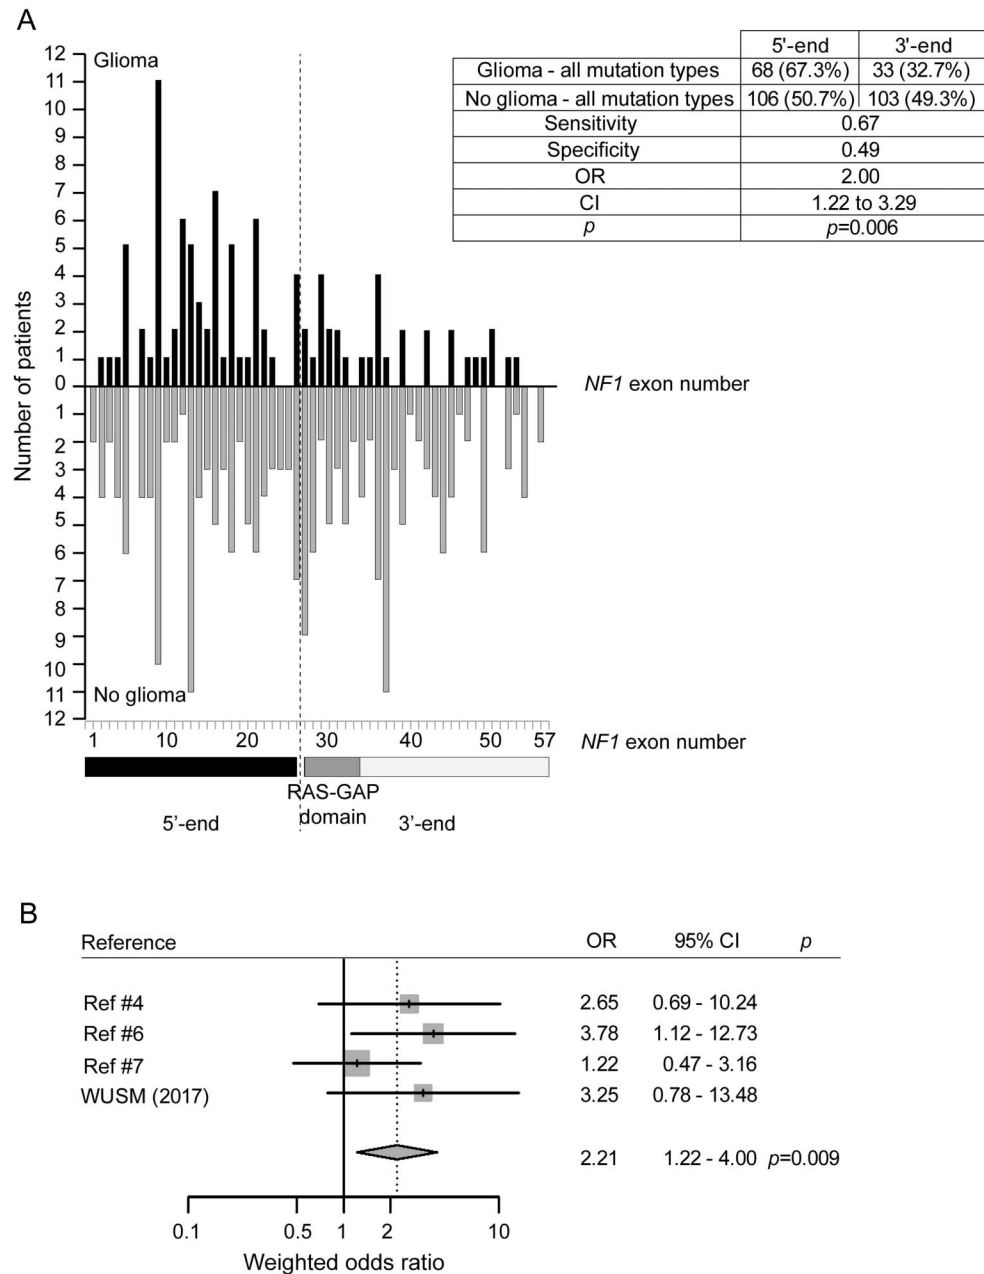 A
12
Glioma
11
10
9
8
7
6
5
4
3
2
1
0
1
2
3
4
5
6
7
8
9
10
11
No glioma
12
Number of patients
5'-end 3'-end
Glioma - all mutation types 68 (67.3%) 33 (32.7%)
No glioma - all mutation types 106 (50.7%) 103 (49.3%)
Sensitivity 0.67
Specificity 0.49
OR 2.00
CI 1.22 to 3.29
p p=0.006
NF1 exon number
1 10 20 30 40 50 57
NF1 exon number
RAS-GAP
domain
5’-end 3’-end
B
Reference OR 95% CI p
Ref #4 2.65 0.69 - 10.24
Ref #6 3.78 1.12 - 12.73
Ref #7 1.22 0.47 - 3.16
WUSM (2017) 3.25 0.78 - 13.48
2.21 1.22 - 4.00 p=0.009
0.1 0.5 1 2 10
Weighted odds ratio